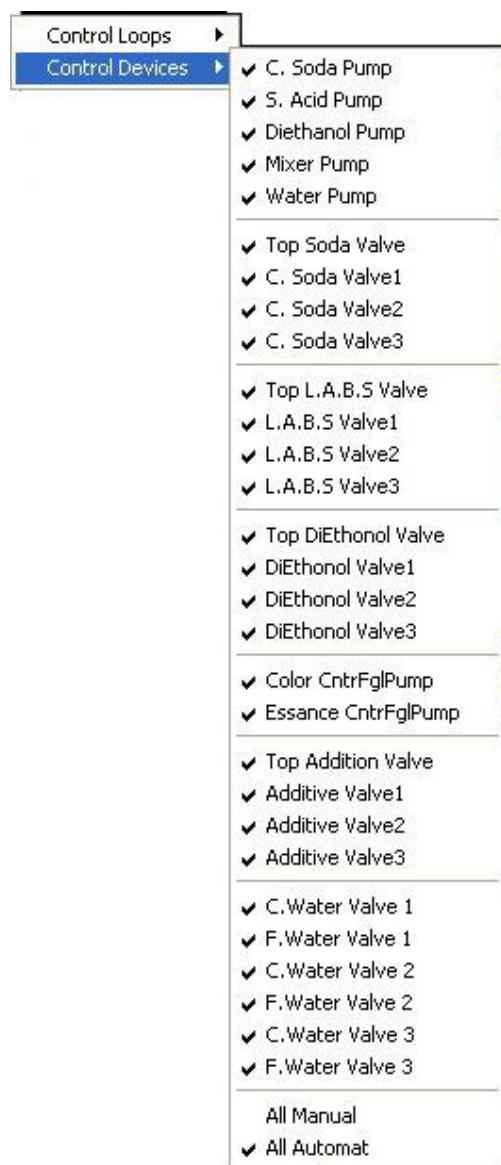 Control Loops
Control Devices
C. Soda Pump
S. Acid Pump
Diethanol Pump
Mixer Pump
Water Pump
Top Soda Valve
C. Soda Valve1
C. Soda Valve2
C. Soda Valve3
Top L.A.B.S Valve
L.A.B.S Valve1
L.A.B.S Valve2
L.A.B.S Valve3
Top DiEthonol Valve
DiEthonol Valve1
DiEthonol Valve2
DiEthonol Valve3
Color CntrFglPump
Essance CntrFglPump
Top Addition Valve
Additive Valve1
Additive Valve2
Additive Valve3
C.Water Valve 1
F.Water Valve 1
C.Water Valve 2
F.Water Valve 2
C.Water Valve 3
F.Water Valve 3
All Manual
All Automat